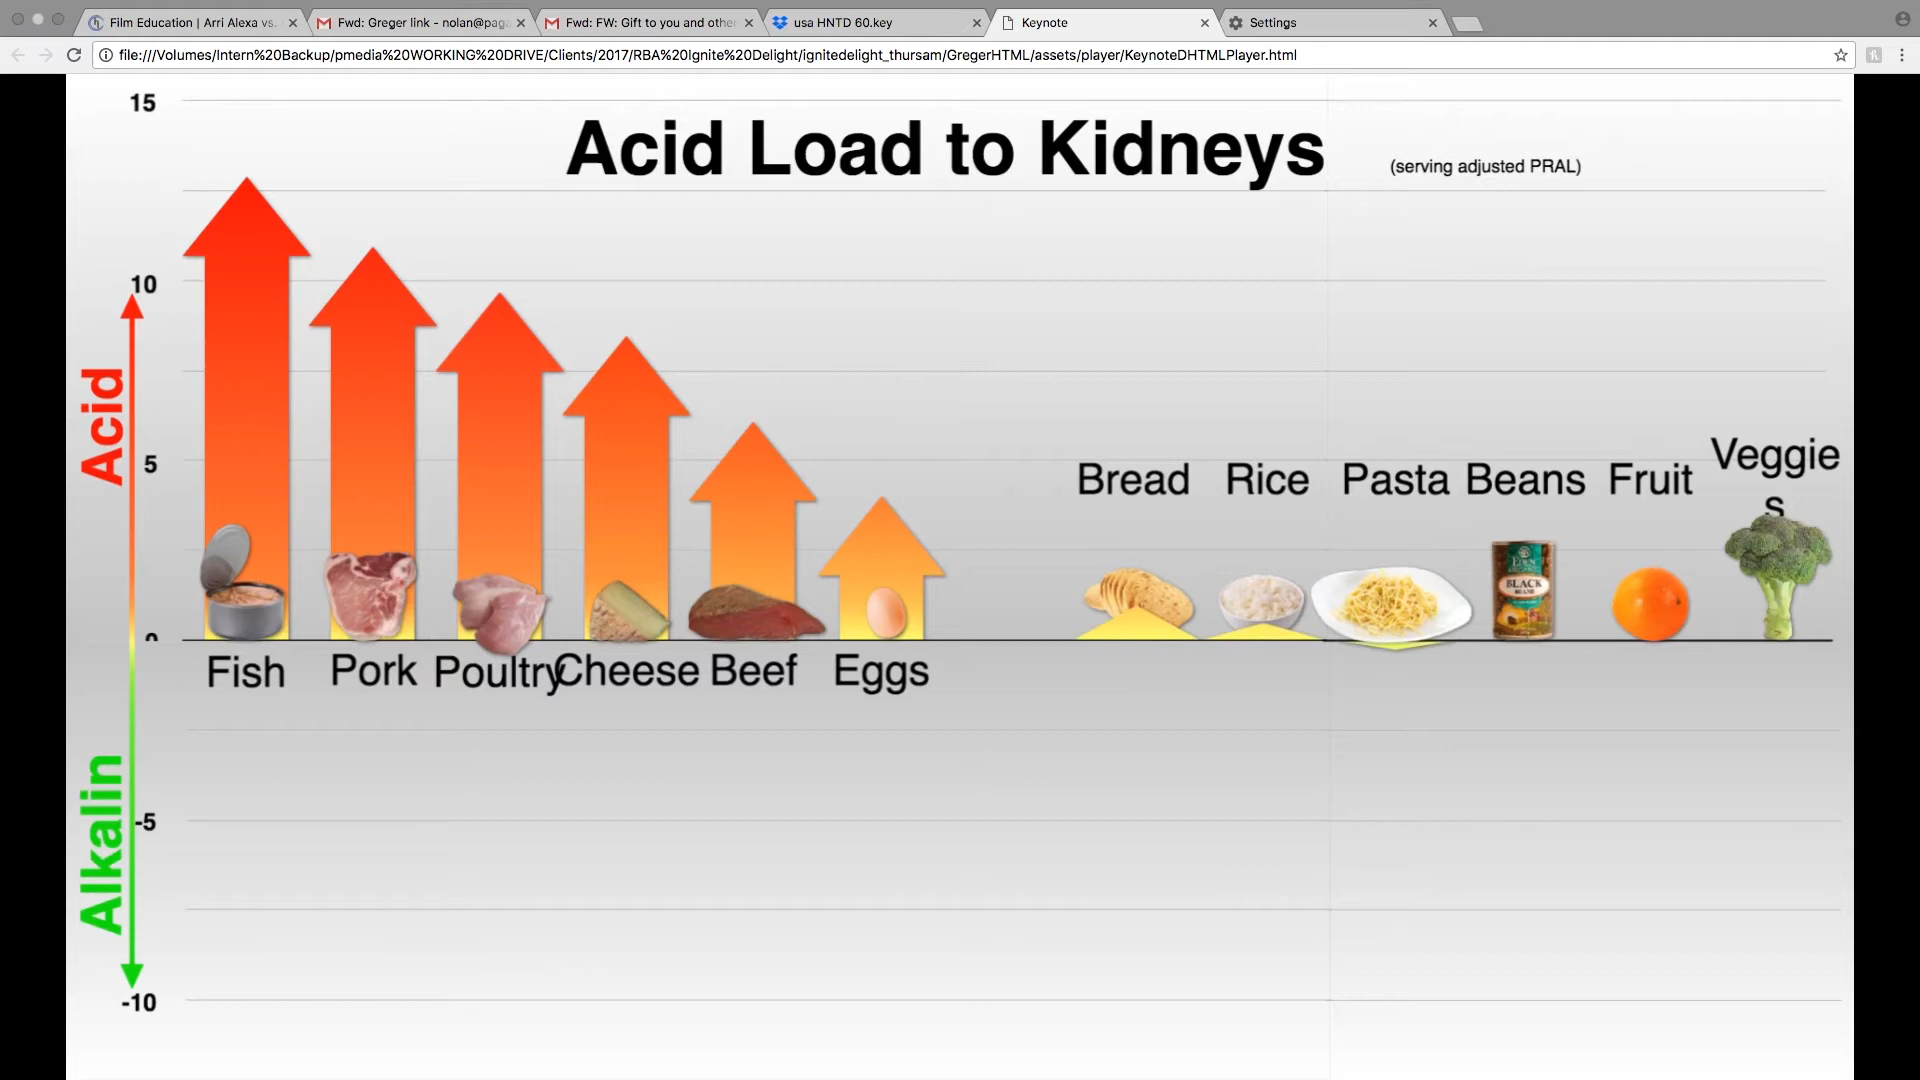 Film Education | Arri Alexa vs.
Fwd: Greger link - nolan@pag
Fwd: FW: Gift to you and othe
usa HNTD 60.key
Keynote
Settings
file:///Volumes/Intern%20Backup/pmedia%20WORKING%20DRIVE/Clients/2017/RBA%20Ignite%20Delight/ignitedelight_thursam/GregerHTML/assets/player/KeynoteDHTMLPlayer.html
Acid Load to Kidneys
(serving adjusted PRAL)
15
10
5
0
-5
-10
Acid
Alkalin
Bread Rice Pasta Beans Fruit Veggie
s
EDEN
BLACK
Fish Pork Poultry Cheese Beef Eggs